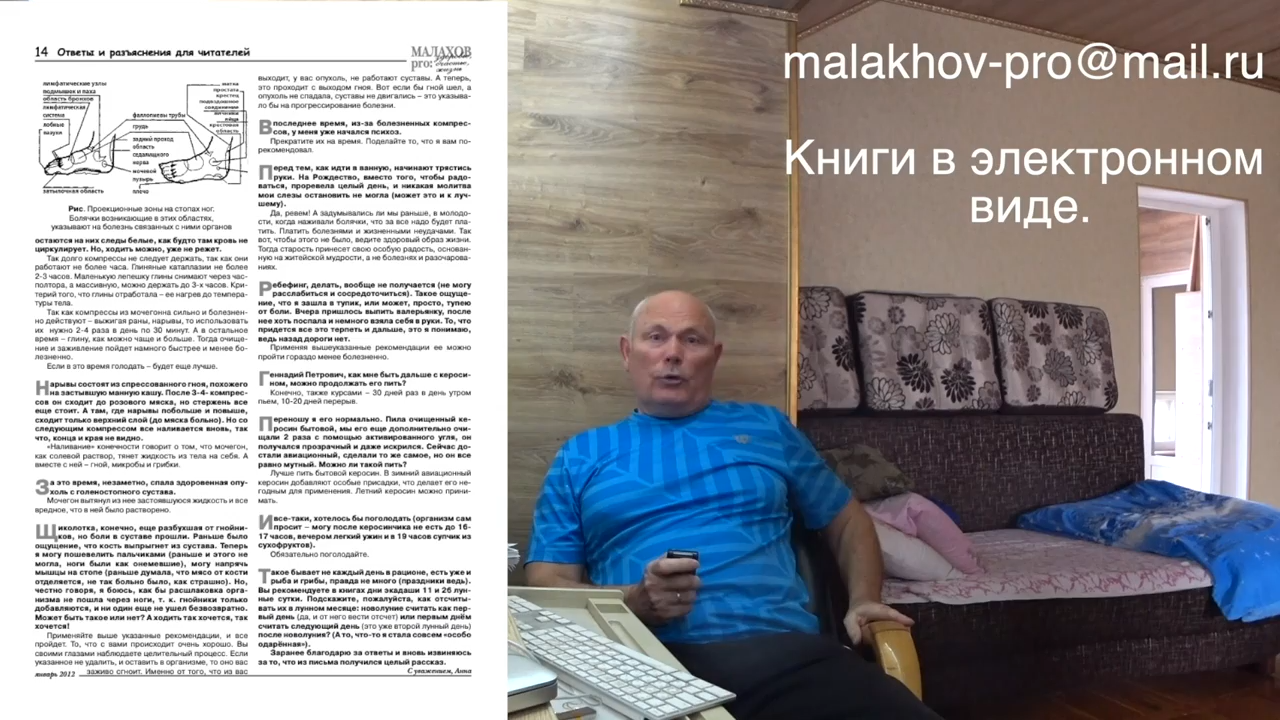 14 Ответы и разъяснения для читателей
МАЛАХОВ
pro:
лимфатические узлы
подмышек и паха
область бронхов
лимфатическая
система
лобные
пазухи
затылочная область
фаллопиевы трубы
грудь
задний проход
область
седалищного
нерва
мочевой
пузырь
плечо
матка
простата
крестец
яичники
яйца
область
Рис. Проекционные зоны на стопах ног.
Болячки возникающие в этих областях,
указывают на болезнь связанных с ними органов
остаются на них следы белые, как будто там кровь не
циркулирует. Но, ходить можно, уже не режет.
Так долго компрессы не следует держать, так как они
работают не более часа. Глиняные катаплазии не более
2-3 часов. Маленькую лепешку глины снимают через час-
полтора, а массивную, можно держать до 3-х часов. Кри-
терий того, что глины отработала – ее нагрев до темпера-
туры тела.
Так как компрессы из мочегонна сильно и болезнен-
но действуют – выжигая раны, нарывы, то использовать
их нужно 2-4 раза в день по 30 минут. А в остальное
время – глину, как можно чаще и больше. Тогда очище-
ние и заживление пойдет намного быстрее и менее бо-
лезненно.
Если в это время голодать – будет еще лучше.
Нарывы состоят из спрессованного гноя, похожего
на застывшую манную кашу. После 3-4- компрес-
сов он сходит до розового мяска, но стержень все
еще стоит. А там, где нарывы побольше и повыше,
сходит только верхний слой (до мяска больно). Но со
следующим компрессом все наливается вновь, так
что, конца и края не видно.
«Наливание» конечности говорит о том, что мочегон,
как солевой раствор, тянет жидкость из тела на себя. А
вместе с ней – гной, микробы и грибки.
За это время, незаметно, спала здоровенная опу-
холь с голеностопного сустава.
Мочегон вытянул из нее застоявшуюся жидкость и все
вредное, что в ней было растворено.
Щиколотка, конечно, еще разбухшая от гнойни-
ков, но боли в суставе прошли. Раньше было
ощущение, что кость выпрыгнет из сустава. Теперь
я могу пошевелить пальчиками (раньше и этого не
могла, ноги были как онемевшие), могу напрячь
мышцы на стопе (раньше думала, что мясо от кости
отделяется, не так больно было, как страшно). Но,
честно говоря, я боюсь, как бы расшлаковка орга-
низма не пошла через ноги, т. к. гнойники только
добавляются, и ни один еще не ушел безвозвратно.
Может быть такое или нет? А ходить так хочется, так
хочется!
Применяйте выше указанные рекомендации, и все
пройдет. То, что с вами происходит очень хорошо. Вы
своими глазами наблюдаете целительный процесс. Если
указанное не удалить, и оставить в организме, то оно вас
заживо сгноит. Именно от того, что из вас
январь 2012
выходит, у вас опухоль, не работают суставы. А теперь,
это проходит с выходом гноя. Вот если бы гной шел, а
опухоль не спадала, суставы не двигались – это указыва-
ло бы на прогрессирование болезни.
В последнее время, из-за болезненных компрес-
сов, у меня уже начался психоз.
Прекратите их на время. Поделайте то, что я вам по-
рекомендовал.
Перед тем, как идти в ванную, начинают трястись
руки. На Рождество, вместо того, чтобы радо-
ваться, проревела целый день, и никакая молитва
мои слезы остановить не могла (может это и к луч-
шему).
Да, ревем! А задумывались ли мы раньше, в молодо-
сти, когда наживали болячки, что за все надо будет пла-
тить. Платить болезнями и жизненными неудачами. Так
вот, чтобы этого не было, ведите здоровый образ жизни.
Тогда старость принесет свою особую радость, основан-
ную на житейской мудрости, а не болезнях и разочарова-
ниях.
Ребефинг, делать, вообще не получается (не могу
расслабиться и сосредоточиться). Такое ощуще-
ние, что я зашла в тупик, или может, просто, тупею
от боли. Вчера пришлось выпить валерьянку, после
нее хоть поспала и немного взяла себя в руки. То, что
придется все это терпеть и дальше, это я понимаю,
ведь назад дороги нет.
Применяя вышеуказанные рекомендации ее можно
пройти гораздо менее болезненно.
Геннадий Петрович, как мне быть дальше с кероси-
ном, можно продолжать его пить?
Конечно, также курсами – 30 дней раз в день утром
пьем, 10-20 дней перерыв.
Переношу я его нормально. Пила очищенный ке-
росин бытовой, мы его еще дополнительно очи-
щали 2 раза с помощью активированного угля, он
получался прозрачный и даже искрился. Сейчас до-
стали авиационный, сделали то же самое, но он все
равно мутный. Можно ли такой пить?
Лучше пить бытовой керосин. В зимний авиационный
керосин добавляют особые присадки, что делает его не-
годным для применения. Летний керосин можно прини-
мать.
И все-таки, хотелось бы поголодать (организм сам
просит – могу после керосинчика не есть до 16-
17 часов, вечером легкий ужин и в 19 часов супчик из
сухофруктов).
Обязательно поголодайте.
Такое бывает не каждый день в рационе, есть уже и
рыба и грибы, правда не много (праздники ведь).
Вы рекомендуете в книгах дни экадаши 11 и 26 лун-
ные сутки. Подскажите, пожалуйста, как отсчиты-
вать их в лунном месяце: новолуние считать как пер-
вый день (да, и от него вести отсчет) или первым днём
считать следующий день (это уже второй лунный день)
после новолуния? (А то, что-то я стала совсем «особо
одарённая»).
Заранее благодарю за ответы и вновь извиняюсь
за то, что из письма получился целый рассказ.
С уважением, Анна
malakhov-pro@mail.ru
Книги в электронном
виде.